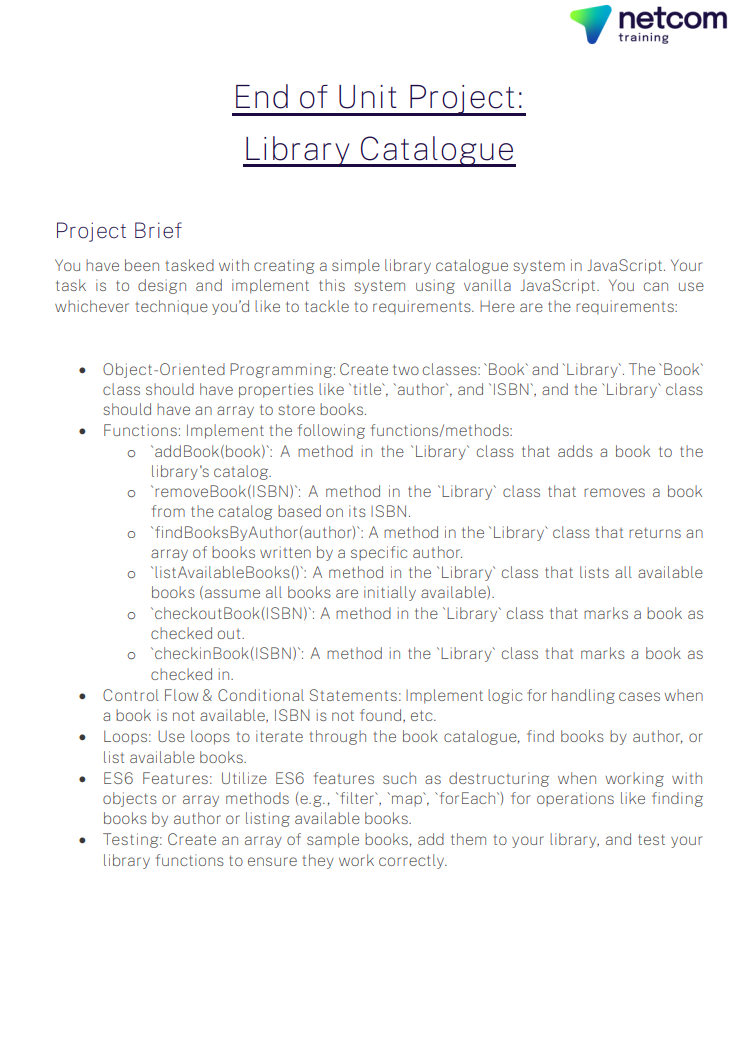 netcom
training
End of Unit Project:
Library Catalogue
Project Brief
You have been tasked with creating a simple library catalogue system in JavaScript. Your
task is to design and implement this system using vanilla JavaScript. You can use
whichever technique you’d like to tackle to requirements. Here are the requirements:
• Object-Oriented Programming: Create two classes: `Book` and `Library`. The `Book`
class should have properties like `title`, `author`, and `ISBN`, and the `Library` class
should have an array to store books.
• Functions: Implement the following functions/methods:
o `addBook(book)`: A method in the `Library` class that adds a book to the
library's catalog.
o `removeBook(ISBN)`: A method in the `Library` class that removes a book
from the catalog based on its ISBN.
o `findBooksByAuthor(author)`: A method in the `Library` class that returns an
array of books written by a specific author.
o `listAvailableBooks()`: A method in the `Library` class that lists all available
books (assume all books are initially available).
o `checkoutBook(ISBN)`: A method in the `Library` class that marks a book as
checked out.
o `checkinBook(ISBN)`: A method in the `Library` class that marks a book as
checked in.
• Control Flow & Conditional Statements: Implement logic for handling cases when
a book is not available, ISBN is not found, etc.
• Loops: Use loops to iterate through the book catalogue, find books by author, or
list available books.
• ES6 Features: Utilize ES6 features such as destructuring when working with
objects or array methods (e.g., `filter`, `map`, `forEach`) for operations like finding
books by author or listing available books.
• Testing: Create an array of sample books, add them to your library, and test your
library functions to ensure they work correctly.